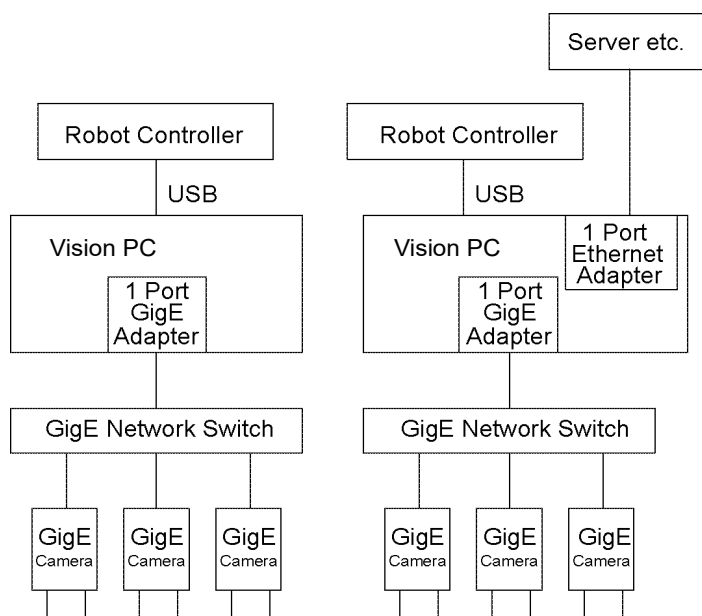 Server etc.
Robot Controller
Robot Controller
USB
USB
Vision PC
1 Port
GigE
Adapter
Vision PC
1 Port
Ethernet
Adapter
1 Port
GigE
Adapter
GigE Network Switch
GigE Network Switch
GigE
Camera
GigE
Camera
GigE
Camera
GigE
Camera
GigE
Camera
GigE
Camera